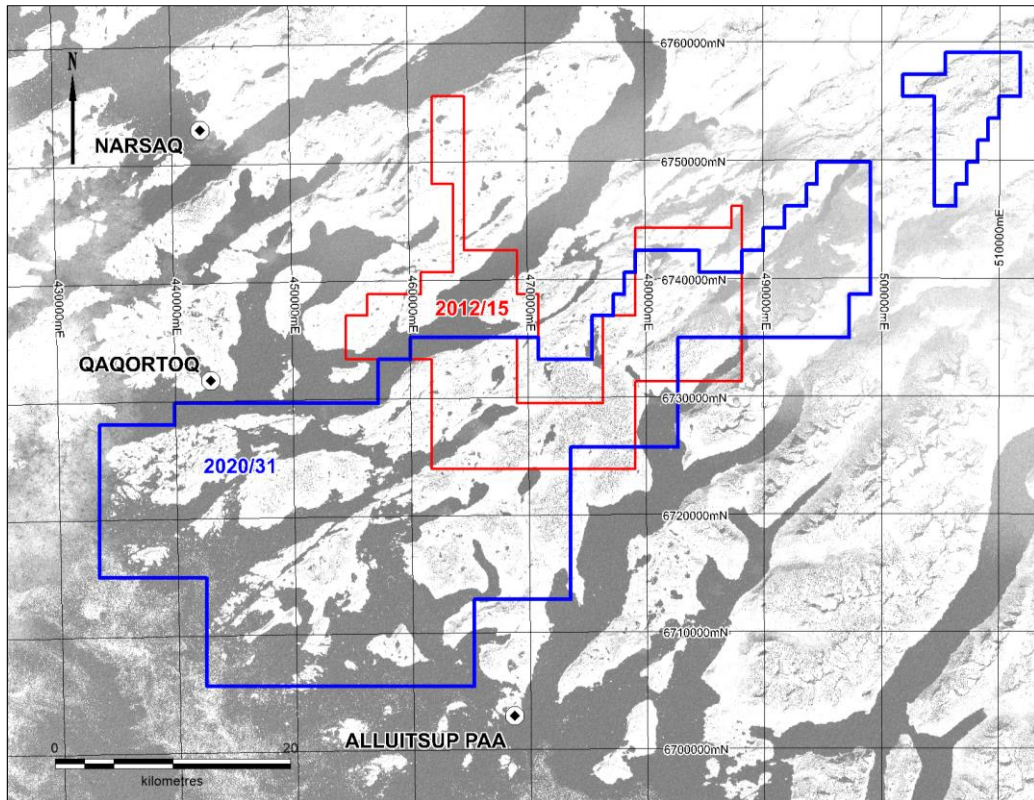 6760000mN
N
NARSAQ
6750000mN
510000mE
6740000mN
430000mE
440000mE
450000mE
460000mE
470000mE
480000mE
490000mE
500000mE
2012/15
QAQORTOQ
6730000mN
2020/31
6720000mN
6710000mN
ALLUITSUP PAA
6700000mN
0 20
kilometres